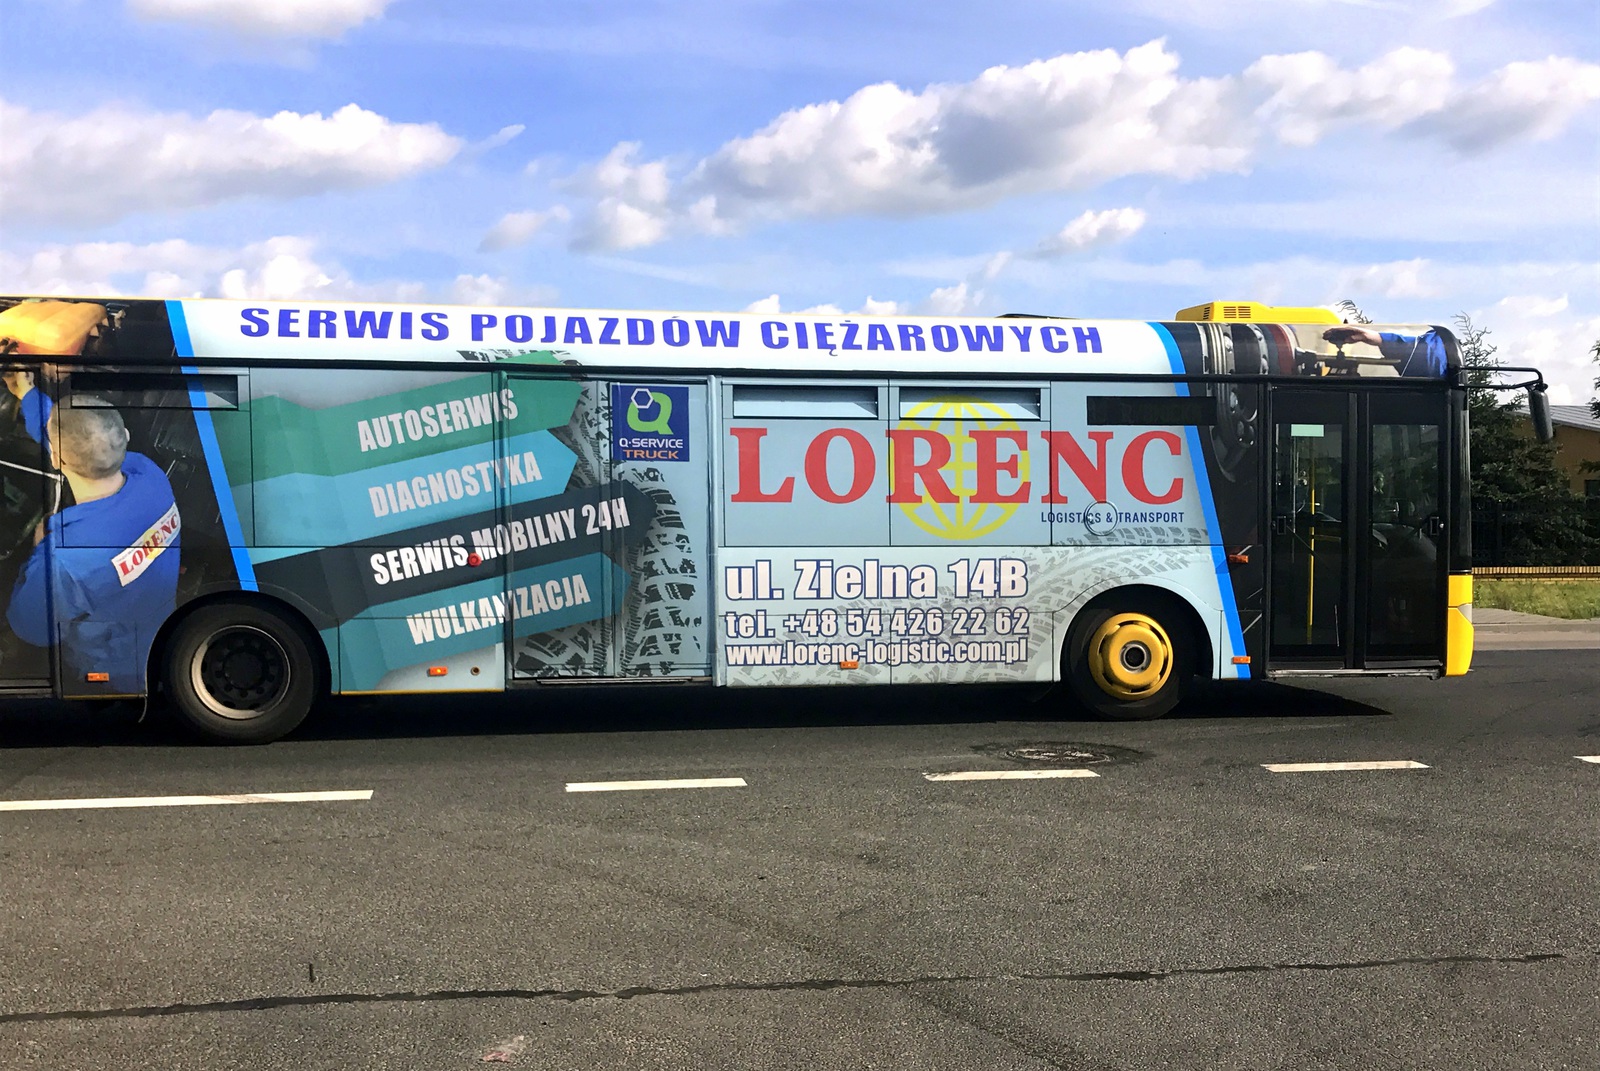 SERWIS POJAZDÓW CIĘŻAROWYCH
AUTOSERWIS
DIAGNOSTYKA
SERWIS MOBILNY 24H
WULKANIZACJA
LORENC
Q-SERVICE
TRUCK
LORENC
LOGISTICS & TRANSPORT
ul. Zielna 14B
tel. +48 54 426 22 62
www.lorenc-logistic.com.pl